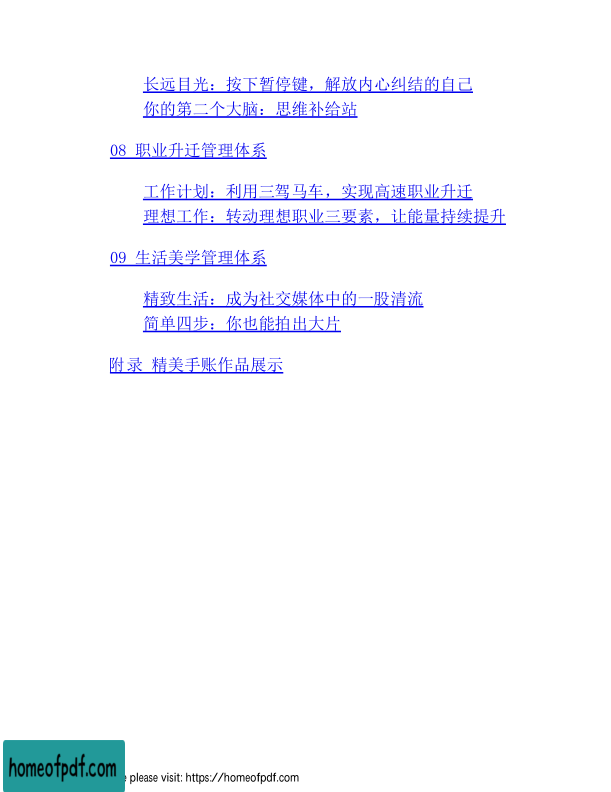 长远目光：按下暂停键，解放内心纠结的自己
你的第二个大脑：思维补给站
08 职业升迁管理体系
工作计划：利用三驾马车，实现高速职业升迁
理想工作：转动理想职业三要素，让能量持续提升
09 生活美学管理体系
精致生活：成为社交媒体中的一股清流
简单四步：你也能拍出大片
附录 精美手账作品展示
homeofpdf.com
please visit: https://homeofpdf.com